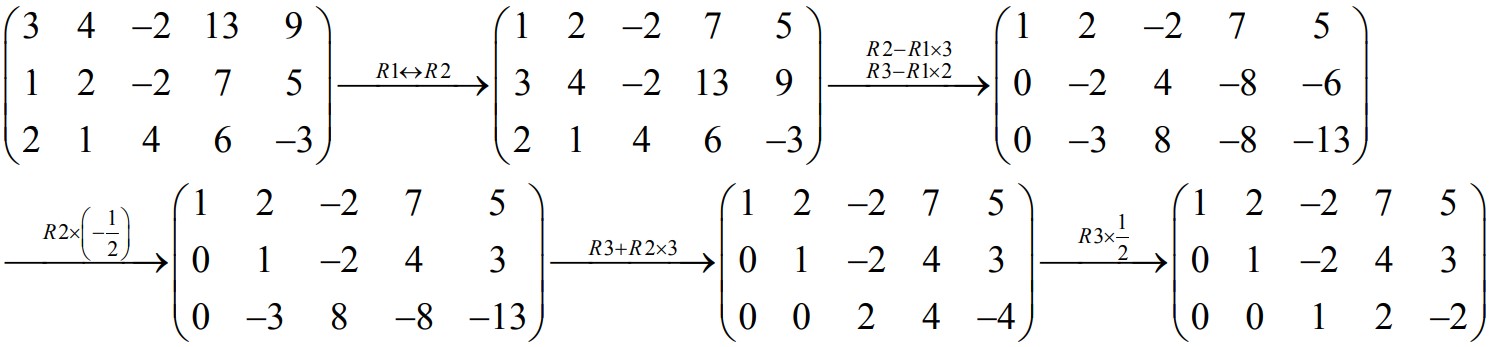 $\begin{pmatrix} 3 & 4 & -2 & 13 & 9 \\ 1 & 2 & -2 & 7 & 5 \\ 2 & 1 & 4 & 6 & -3 \end{pmatrix} \xrightarrow{R1 \leftrightarrow R2} \begin{pmatrix} 1 & 2 & -2 & 7 & 5 \\ 3 & 4 & -2 & 13 & 9 \\ 2 & 1 & 4 & 6 & -3 \end{pmatrix} \xrightarrow{\begin{matrix} R2-R1\times 3 \\ R3-R1\times 2 \end{matrix}} \begin{pmatrix} 1 & 2 & -2 & 7 & 5 \\ 0 & -2 & 4 & -8 & -6 \\ 0 & -3 & 8 & -8 & -13 \end{pmatrix}$
$\xrightarrow{R2\times\left(-\frac{1}{2}\right)} \begin{pmatrix} 1 & 2 & -2 & 7 & 5 \\ 0 & 1 & -2 & 4 & 3 \\ 0 & -3 & 8 & -8 & -13 \end{pmatrix} \xrightarrow{R3+R2\times 3} \begin{pmatrix} 1 & 2 & -2 & 7 & 5 \\ 0 & 1 & -2 & 4 & 3 \\ 0 & 0 & 2 & 4 & -4 \end{pmatrix} \xrightarrow{R3\times\frac{1}{2}} \begin{pmatrix} 1 & 2 & -2 & 7 & 5 \\ 0 & 1 & -2 & 4 & 3 \\ 0 & 0 & 1 & 2 & -2 \end{pmatrix}$